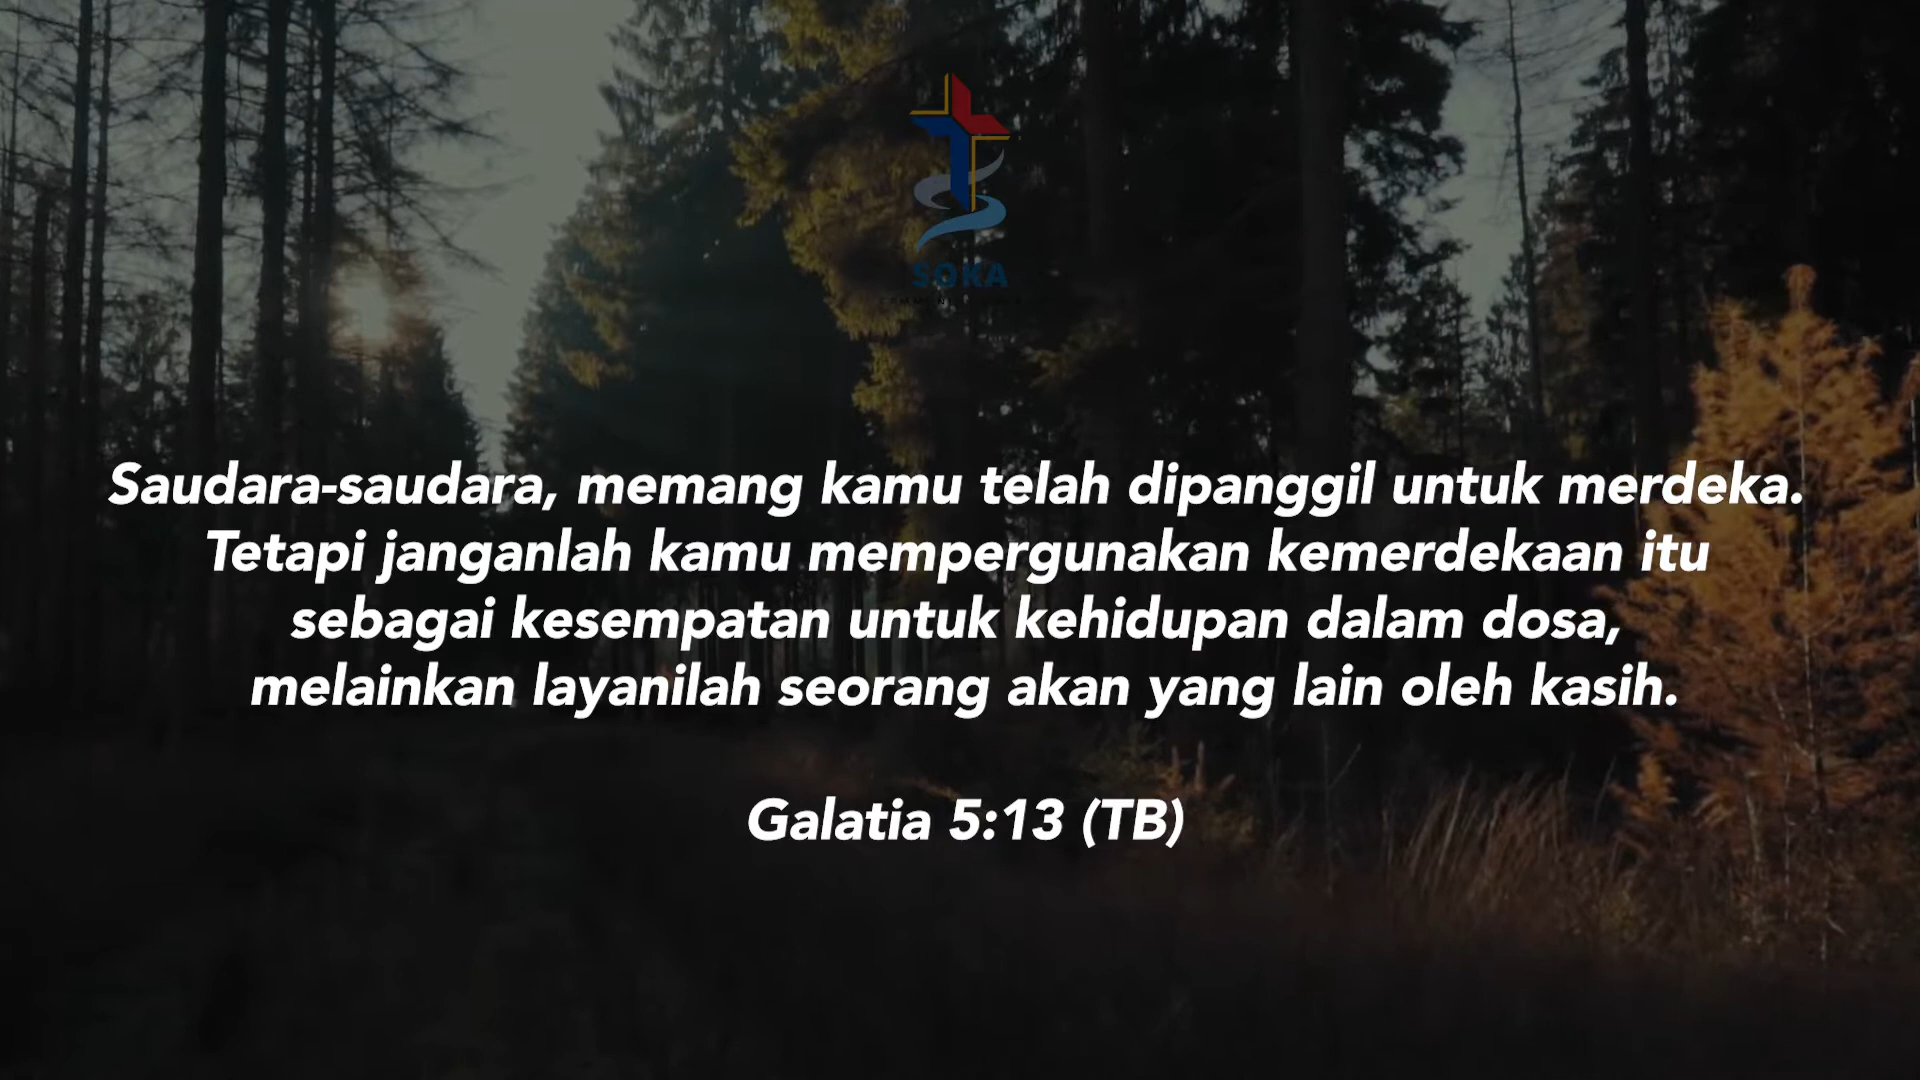 SOKA
Saudara-saudara, memang kamu telah dipanggil untuk merdeka.
Tetapi janganlah kamu mempergunakan kemerdekaan itu
sebagai kesempatan untuk kehidupan dalam dosa,
melainkan layanilah seorang akan yang lain oleh kasih.
Galatia 5:13 (TB)